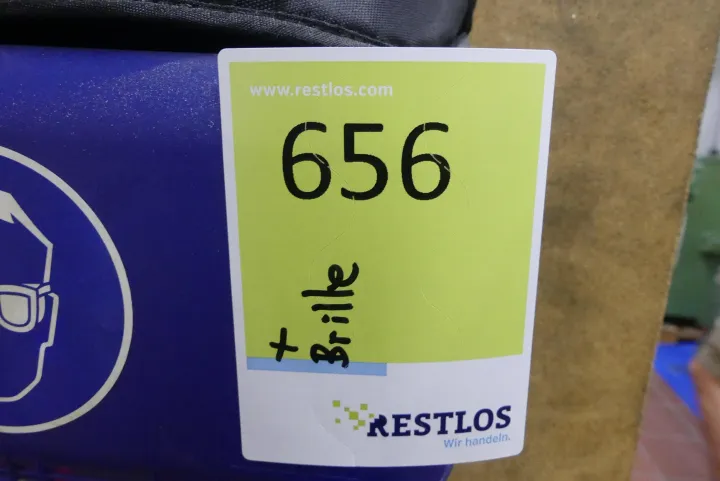 www.restlos.com
656
+
Brille
RESTLOS
Wir handeln.